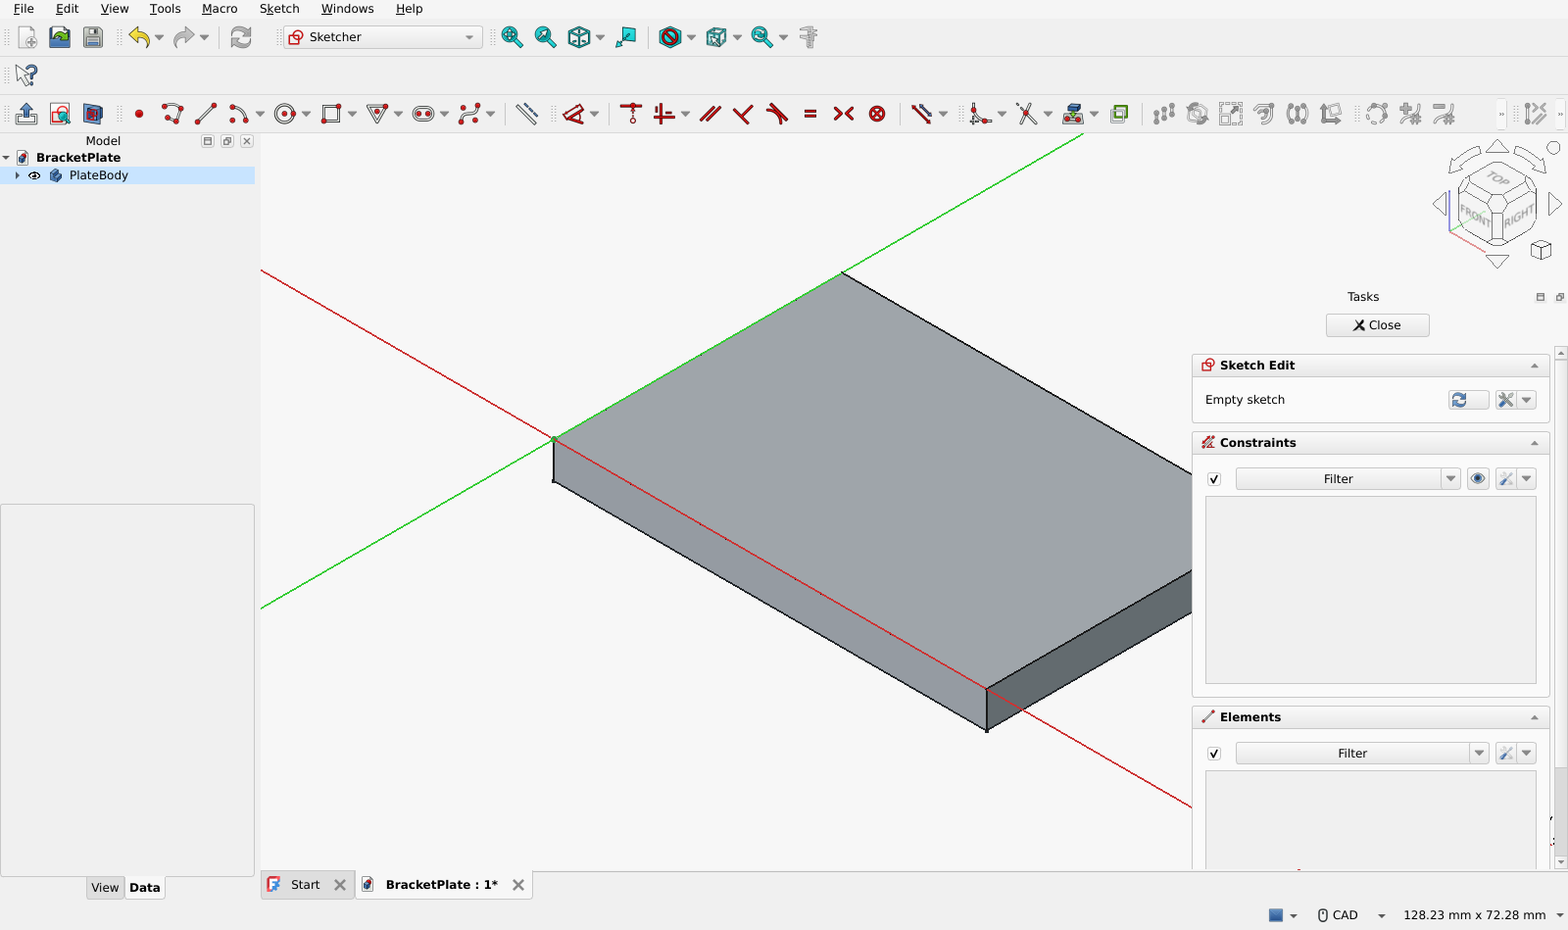 File Edit View Tools Macro Sketch Windows Help
Sketcher
Model
BracketPlate
PlateBody
TOP
FRONT
RIGHT
Tasks
Close
Sketch Edit
Empty sketch
Constraints
Filter
Elements
Filter
View Data
Start
BracketPlate : 1*
CAD
128.23 mm x 72.28 mm